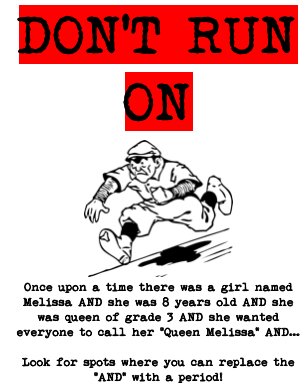 DON'T RUN
ON
Once upon a time there was a girl named
Melissa AND she was 8 years old AND she
was queen of grade 3 AND she wanted
everyone to call her "Queen Melissa" AND...
Look for spots where you can replace the
"AND" with a period!